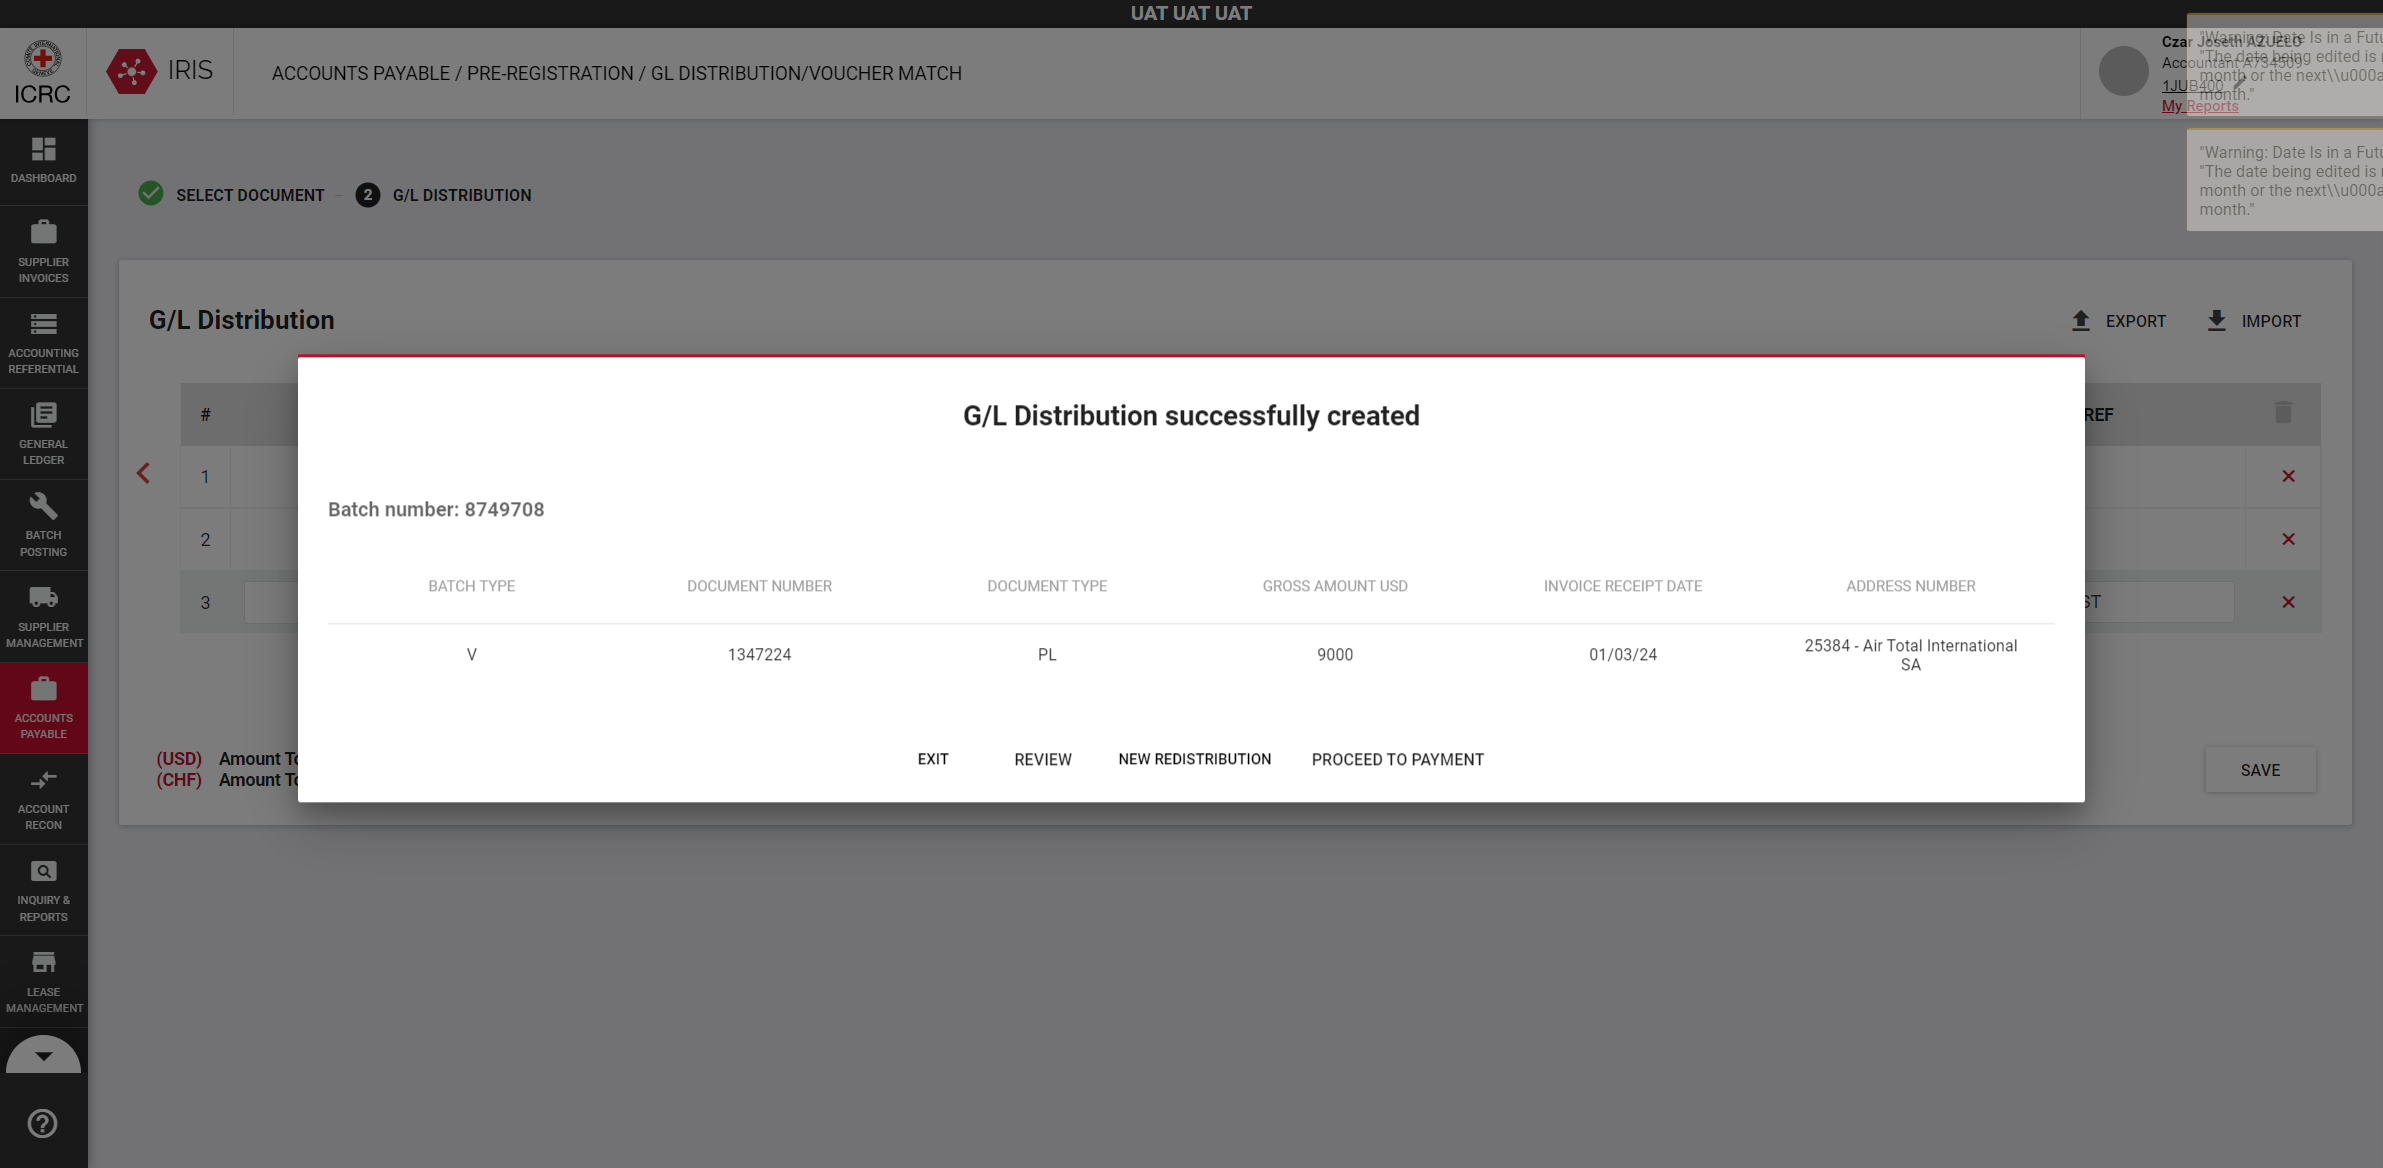 UAT UAT UAT
ICRC
IRIS
ACCOUNTS PAYABLE / PRE-REGISTRATION / GL DISTRIBUTION/VOUCHER MATCH
Czar Joseth AZUELO
Accountant A734509
1JUB400
My Reports
"Warning: Date Is in a Futu
"The date being edited is
month or the next\\u000a
month."
"Warning: Date Is in a Futu
"The date being edited is
month or the next\\u000a
month."
DASHBOARD
SUPPLIER
INVOICES
ACCOUNTING
REFERENTIAL
GENERAL
LEDGER
BATCH
POSTING
SUPPLIER
MANAGEMENT
ACCOUNTS
PAYABLE
ACCOUNT
RECON
INQUIRY &
REPORTS
LEASE
MANAGEMENT
SELECT DOCUMENT
2 G/L DISTRIBUTION
G/L Distribution
EXPORT IMPORT
# REF
1
2
3 ST
G/L Distribution successfully created
Batch number: 8749708
BATCH TYPE DOCUMENT NUMBER DOCUMENT TYPE GROSS AMOUNT USD INVOICE RECEIPT DATE ADDRESS NUMBER
V 1347224 PL 9000 01/03/24 25384 - Air Total International
SA
EXIT REVIEW NEW REDISTRIBUTION PROCEED TO PAYMENT
(USD) Amount To
(CHF) Amount To
SAVE